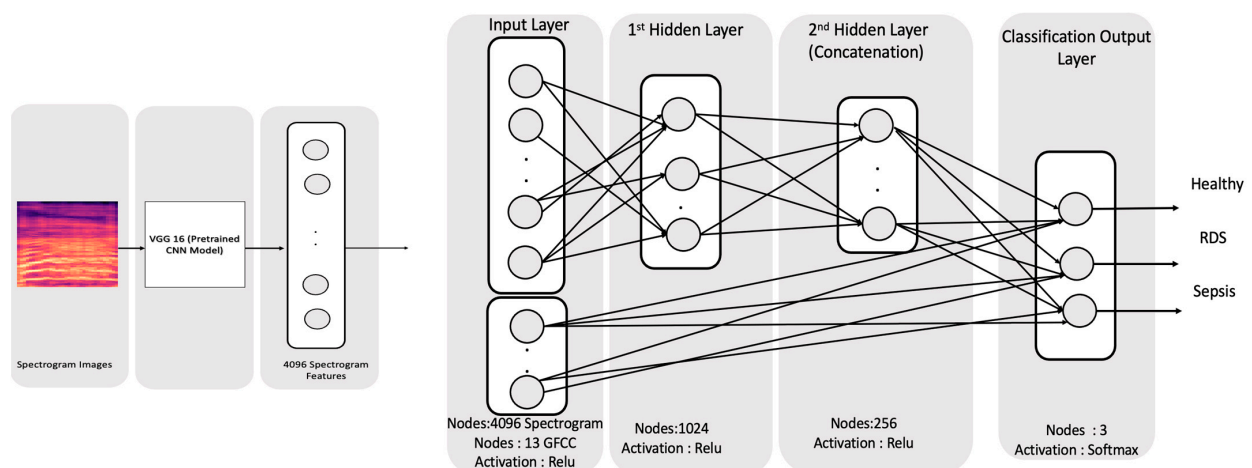 Spectrogram Images
VGG 16 (Pretrained
CNN Model)
4096 Spectrogram
Features
Input Layer
1st Hidden Layer
2nd Hidden Layer
(Concatenation)
Classification Output
Layer
Healthy
RDS
Sepsis
Nodes:4096 Spectrogram
Nodes : 13 GFCC
Activation : Relu
Nodes:1024
Activation : Relu
Nodes:256
Activation : Relu
Nodes : 3
Activation : Softmax